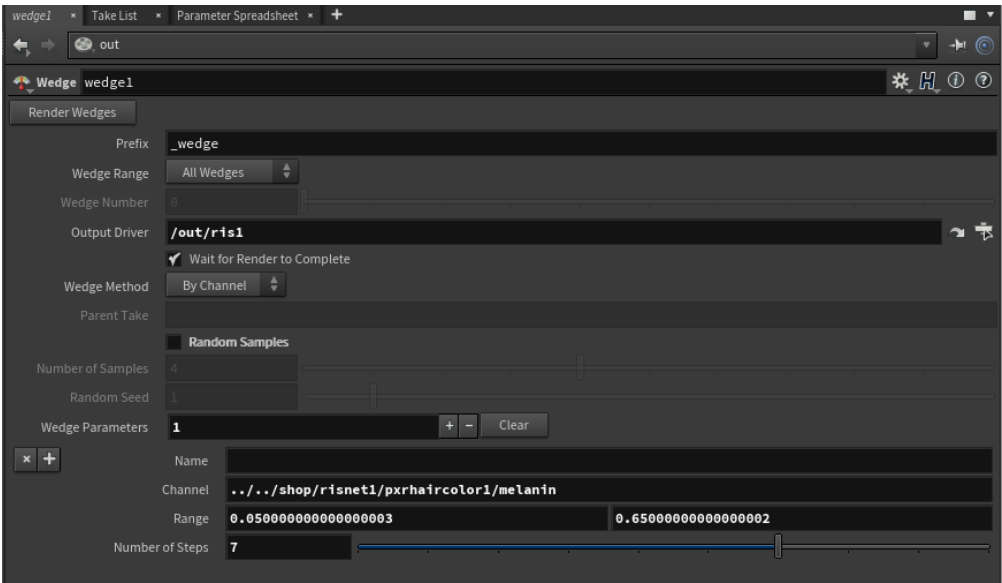 wedge1 × Take List × Parameter Spreadsheet × +
out
Wedge wedge1
Render Wedges
Prefix _wedge
Wedge Range All Wedges
Wedge Number 0
Output Driver /out/ris1
Wait for Render to Complete
Wedge Method By Channel
Parent Take
Random Samples
Number of Samples 4
Random Seed 1
Wedge Parameters 1 + − Clear
× + Name
Channel ../../shop/risnet1/pxrhaircolor1/melanin
Range 0.050000000000000003 0.65000000000000002
Number of Steps 7